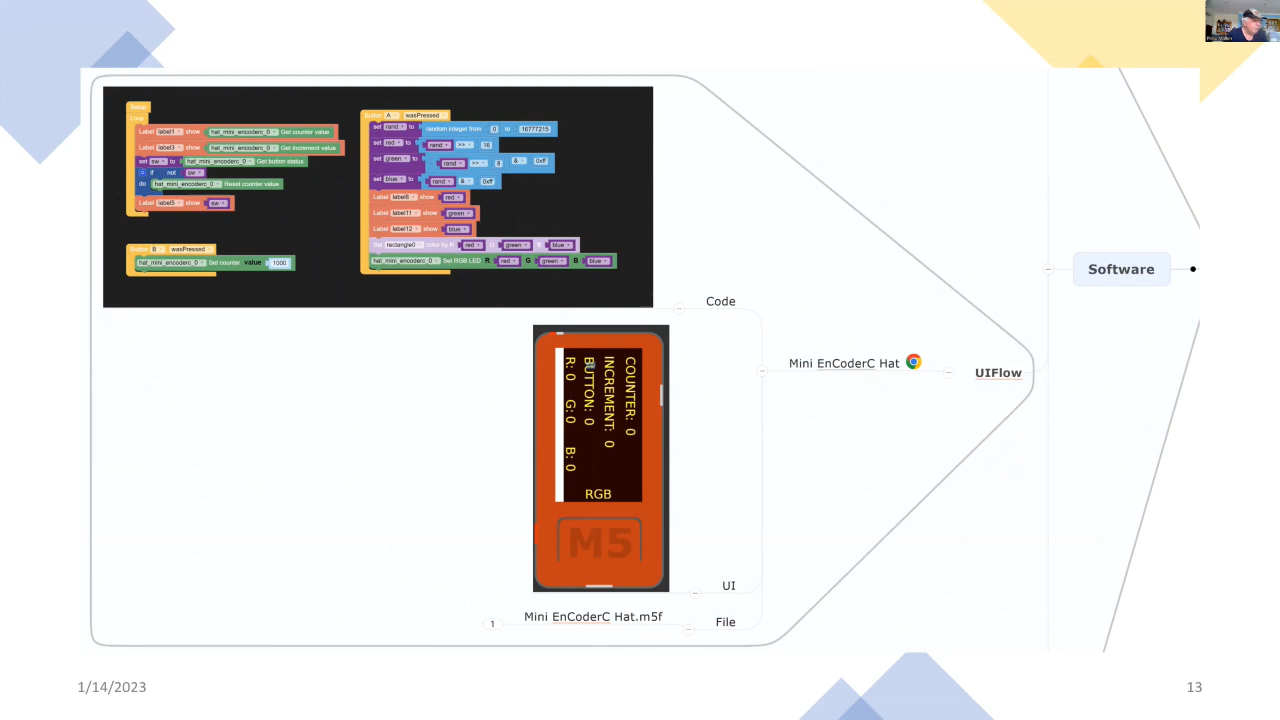 Setup
Loop
Label label1 show hat_mini_encoderc_0 Get counter value
Label label3 show hat_mini_encoderc_0 Get increment value
set sw to hat_mini_encoderc_0 Get button status
if not sw
do hat_mini_encoderc_0 Reset counter value
Label label5 show sw
Button B wasPressed
hat_mini_encoderc_0 Set counter value 1000
Button A wasPressed
set rand to random integer from 0 to 16777215
set red to rand >> 16
set green to rand >> 8 & 0xff
set blue to rand & 0xff
Label label8 show red
Label label11 show green
Label label12 show blue
Set rectangle0 color by R red G green B blue
hat_mini_encoderc_0 Set RGB LED R red G green B blue
Code
COUNTER: 0
INCREMENT: 0
BUTTON: 0
R: 0 G: 0 B: 0
RGB
M5
UI
Mini EnCoderC Hat.m5f
1
File
Mini EnCoderC Hat
UIFlow
Software
1/14/2023
13